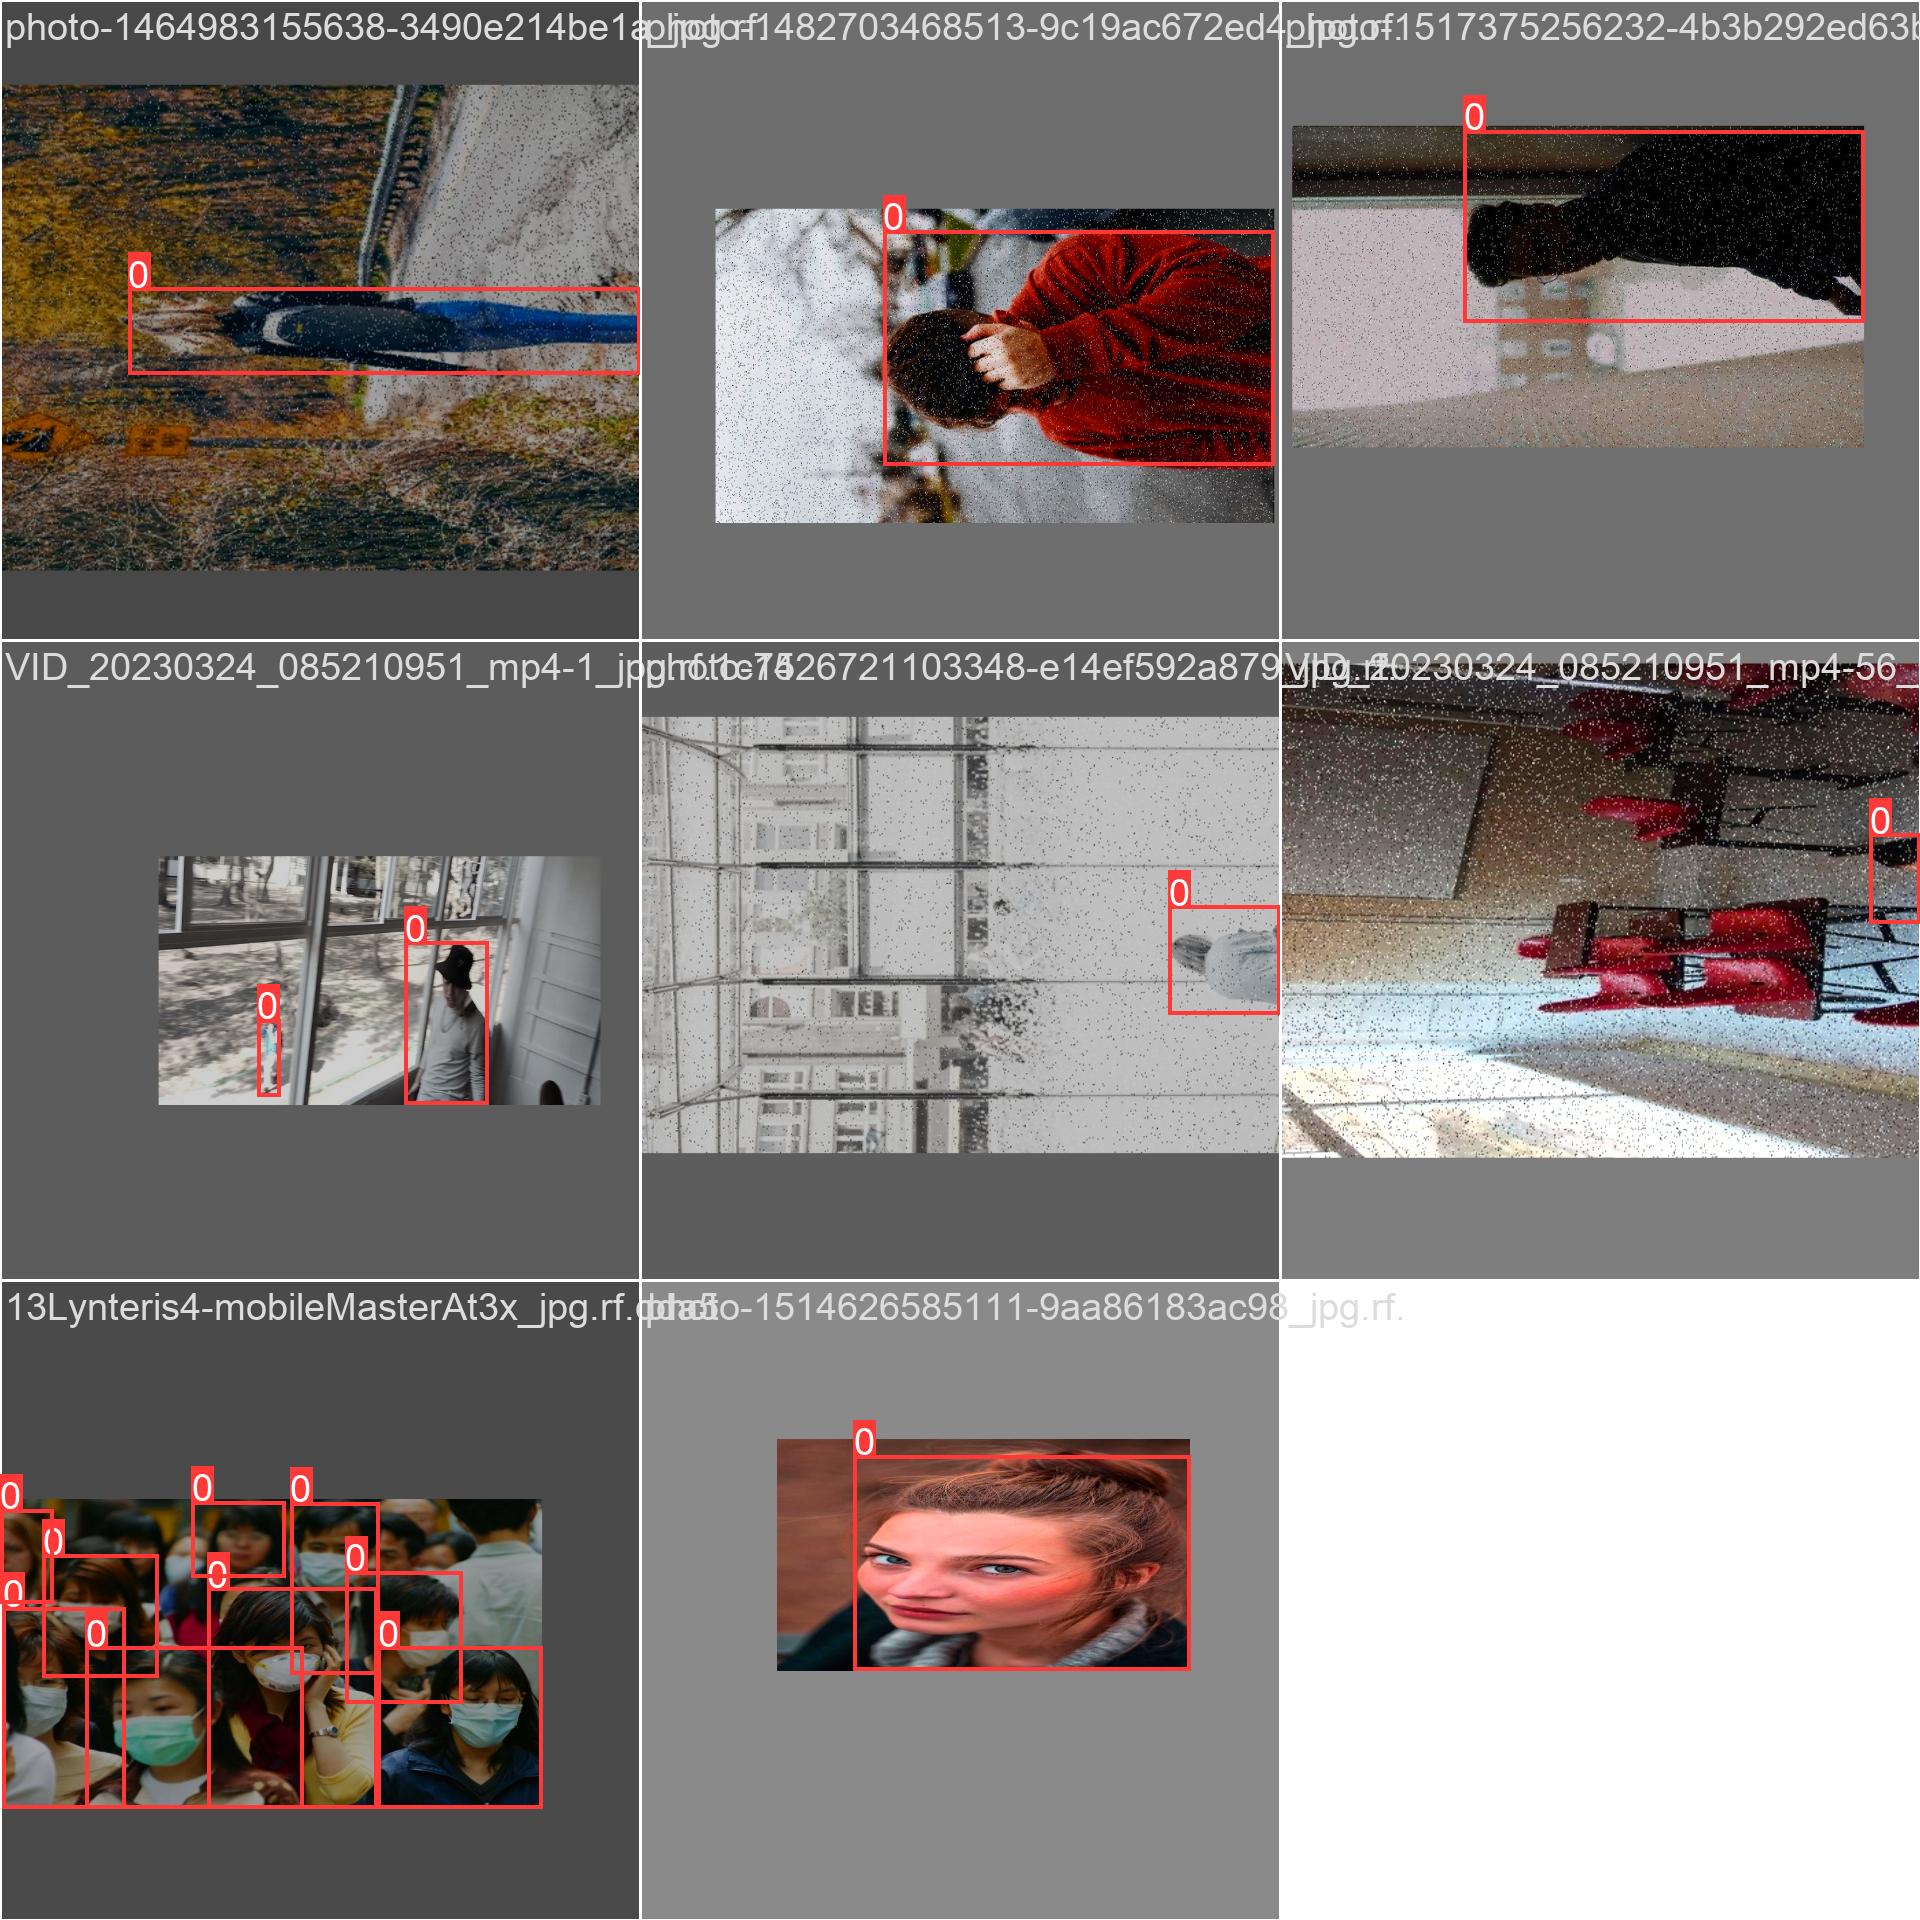 photo-1464983155638-3490e214be1a_jpg.rf.
photo-1482703468513-9c19ac672ed4_jpg.rf.
photo-1517375256232-4b3b292ed63b
0
0
0
VID_20230324_085210951_mp4-1_jpg.rf.1c74
photo-1526721103348-e14ef592a879_jpg.rf.
VID_20230324_085210951_mp4-56_
0
0
0
0
13Lynteris4-mobileMasterAt3x_jpg.rf.
photo-1514626585111-9aa86183ac98_jpg.rf.
0
0
0
0
0
0
0
0
0
0